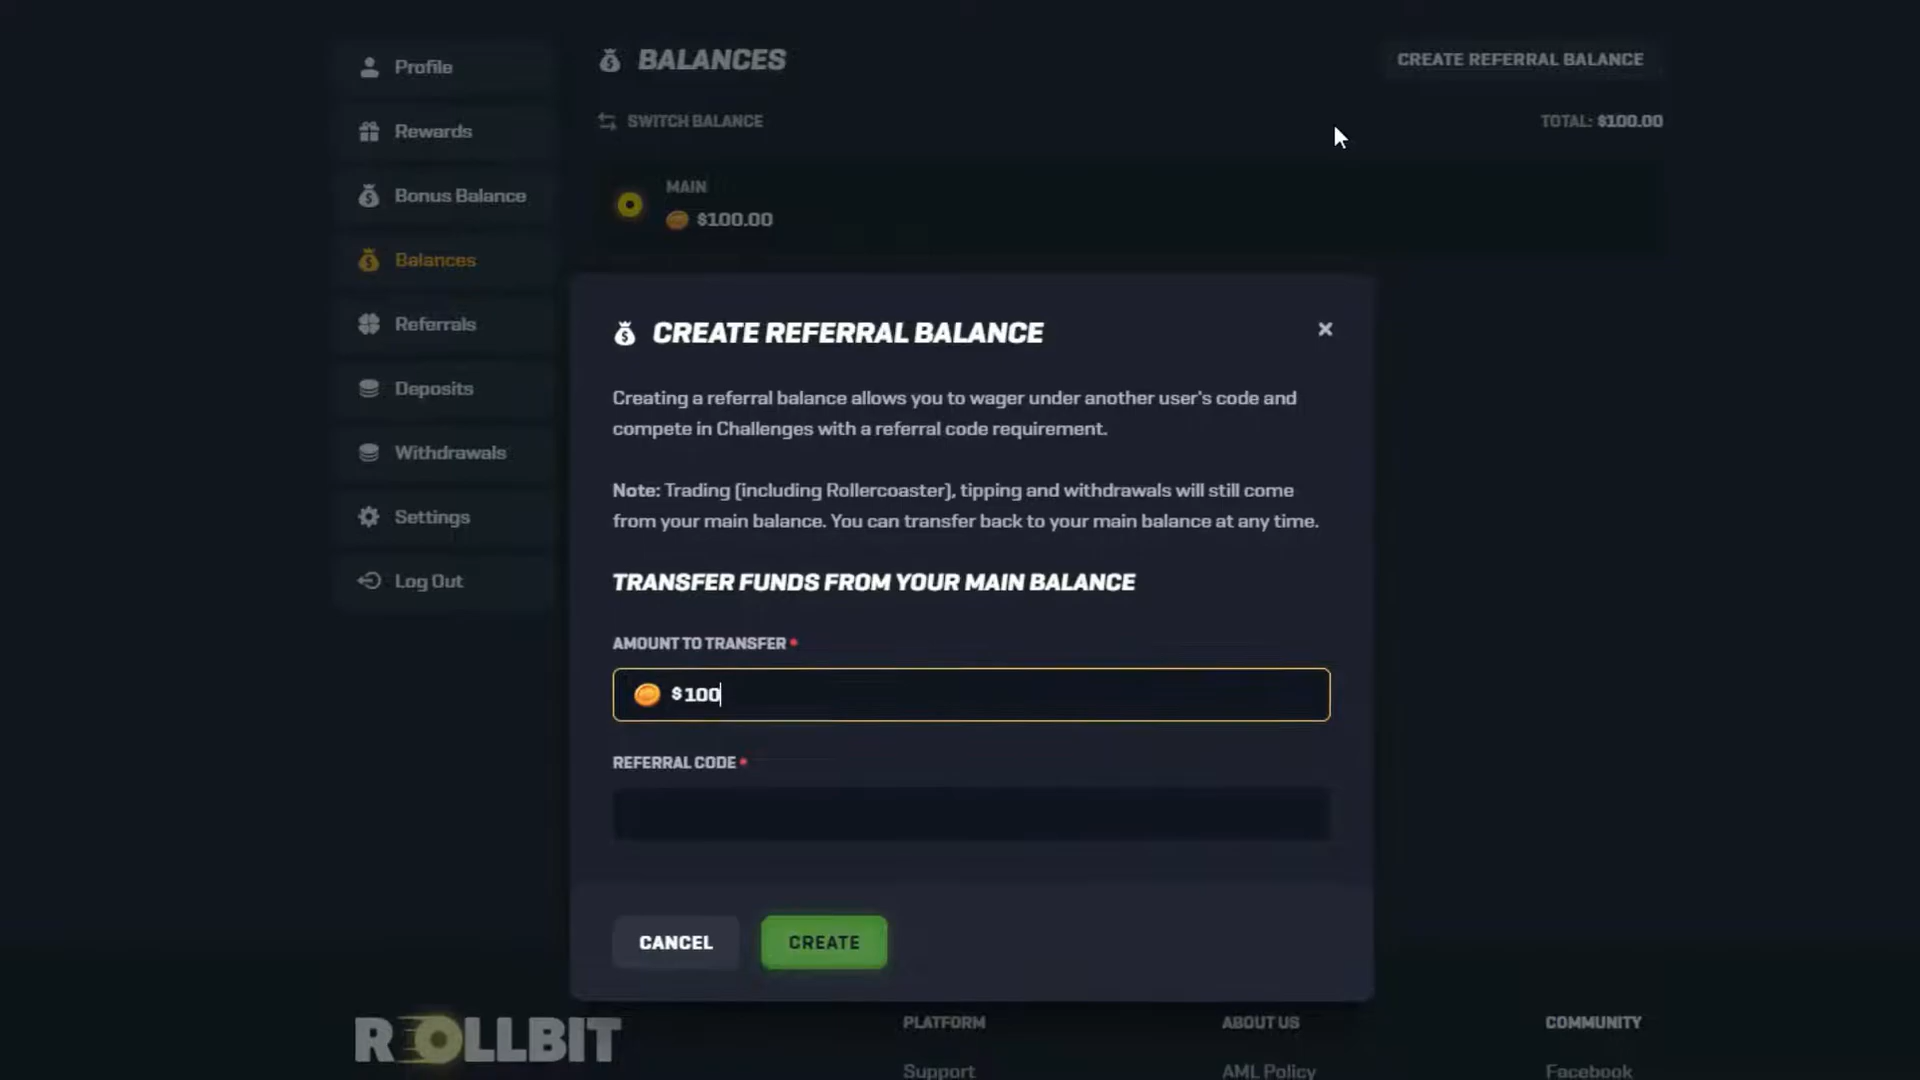 Profile
Rewards
Bonus Balance
Balances
Referrals
Deposits
Withdrawals
Settings
Log Out
BALANCES
CREATE REFERRAL BALANCE
SWITCH BALANCE
TOTAL: $100.00
MAIN
$100.00
CREATE REFERRAL BALANCE
×
Creating a referral balance allows you to wager under another user's code and
compete in Challenges with a referral code requirement.
Note: Trading (including Rollercoaster), tipping and withdrawals will still come
from your main balance. You can transfer back to your main balance at any time.
TRANSFER FUNDS FROM YOUR MAIN BALANCE
AMOUNT TO TRANSFER •
$100
REFERRAL CODE •
CANCEL
CREATE
ROLLBIT
PLATFORM
Support
ABOUT US
AML Policy
COMMUNITY
Facebook